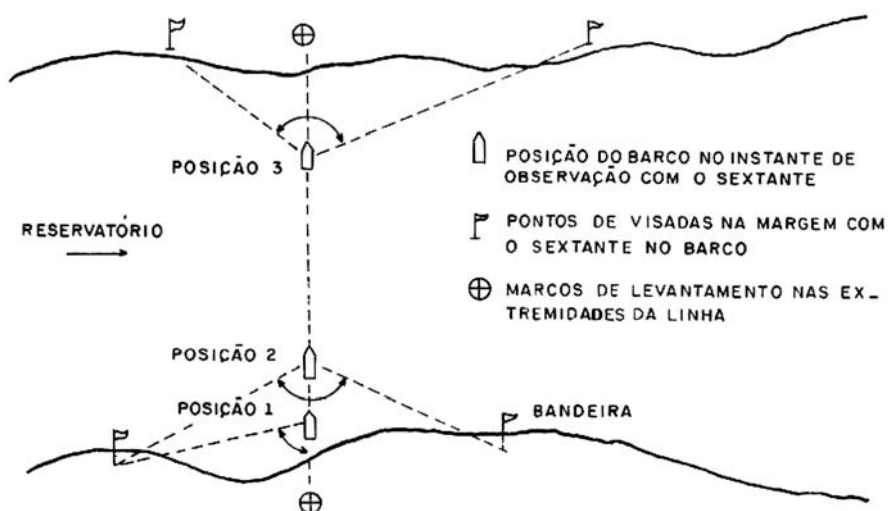 POSIÇÃO 3
RESERVATÓRIO
POSIÇÃO 2
POSIÇÃO 1
BANDEIRA
POSIÇÃO DO BARCO NO INSTANTE DE
OBSERVAÇÃO COM O SEXTANTE
PONTOS DE VISADAS NA MARGEM COM
O SEXTANTE NO BARCO
MARCOS DE LEVANTAMENTO NAS EX_
TREMIDADES DA LINHA